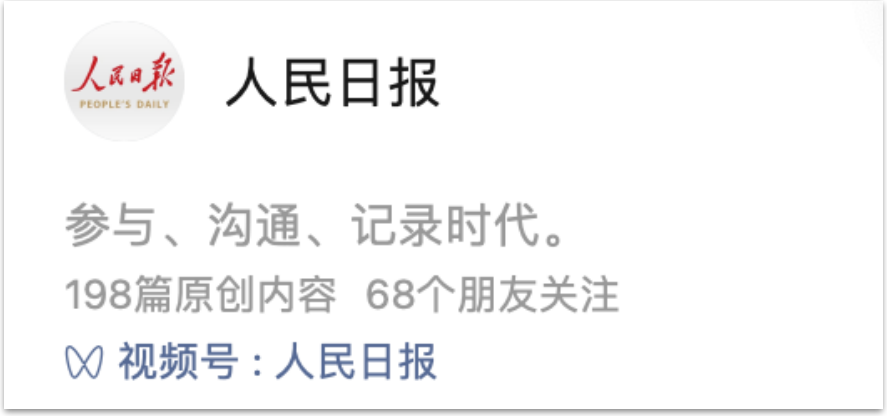 人民日报
PEOPLE'S DAILY
人民日报
参与、沟通、记录时代。
198篇原创内容 68个朋友关注
视频号：人民日报